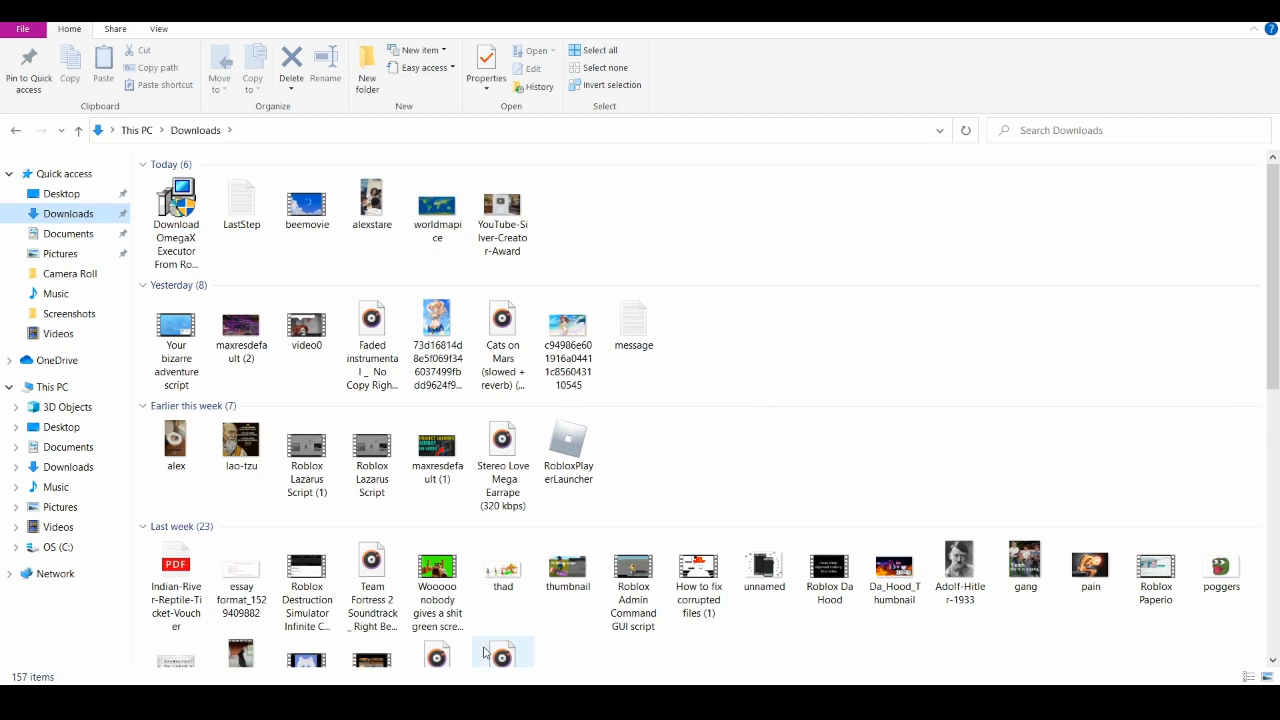 File Home Share View
Pin to Quick access
Copy
Paste
Cut
Copy path
Paste shortcut
Clipboard
Move to
Copy to
Delete
Rename
Organize
New folder
New item
Easy access
New
Properties
Open
Edit
History
Open
Select all
Select none
Invert selection
Select
This PC > Downloads >
Search Downloads
Quick access
Desktop
Downloads
Documents
Pictures
Camera Roll
Music
Screenshots
Videos
OneDrive
This PC
3D Objects
Desktop
Documents
Downloads
Music
Pictures
Videos
OS (C:)
Network
Today (6)
Download
OmegaX
Executor
From Ro...
LastStep
beemovie
alexstare
worldmapi
ce
YouTube-Si
lver-Creato
r-Award
Yesterday (8)
Your
bizarre
adventure
script
maxresdefa
ult (2)
video0
Faded
instrumenta
l _ No
Copy Righ...
73d16814d
8e5f069f34
6037499fb
dd9624f9...
Cats on
Mars
(slowed +
reverb) (...
c94986e60
1916a0441
1c8560431
10545
message
Earlier this week (7)
alex
lao-tzu
Roblox
Lazarus
Script (1)
Roblox
Lazarus
Script
maxresdefa
ult (1)
Stereo Love
Mega
Earrape
(320 kbps)
RobloxPlay
erLauncher
Last week (23)
PDF
Indian-Rive
r-Reptile-Ti
cket-Vouch
er
essay
format_152
9409882
Roblox
Destruction
Simulator
Infinite C...
Team
Fortress 2
Soundtrack
_ Right Be...
Wooooo
nobody
gives a shit
green scre...
thad
thumbnail
Roblox
Admin
Command
GUI script
How to fix
corrupted
files (1)
unnamed
Roblox Da
Hood
Da_Hood_T
humbnail
Adolf-Hitle
r-1933
gang
pain
Roblox
Paperio
poggers
157 items